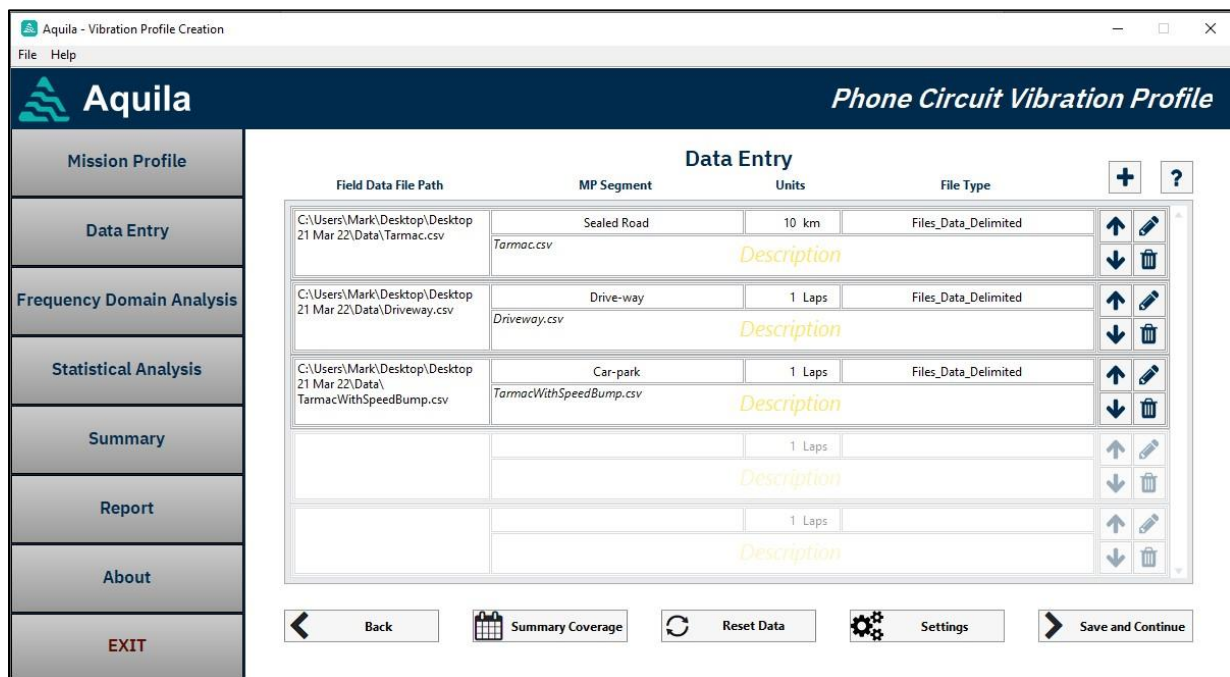 Aquila - Vibration Profile Creation
File Help
Aquila
Phone Circuit Vibration Profile
Mission Profile
Data Entry
Frequency Domain Analysis
Statistical Analysis
Summary
Report
About
EXIT
Data Entry
+ ?
Field Data File Path MP Segment Units File Type
C:\Users\Mark\Desktop\Desktop
21 Mar 22\Data\Tarmac.csv
Sealed Road 10 km Files_Data_Delimited
Tarmac.csv
Description
C:\Users\Mark\Desktop\Desktop
21 Mar 22\Data\Driveway.csv
Drive-way 1 Laps Files_Data_Delimited
Driveway.csv
Description
C:\Users\Mark\Desktop\Desktop
21 Mar 22\Data\
TarmacWithSpeedBump.csv
Car-park 1 Laps Files_Data_Delimited
TarmacWithSpeedBump.csv
Description
1 Laps
Description
1 Laps
Description
Back Summary Coverage Reset Data Settings Save and Continue